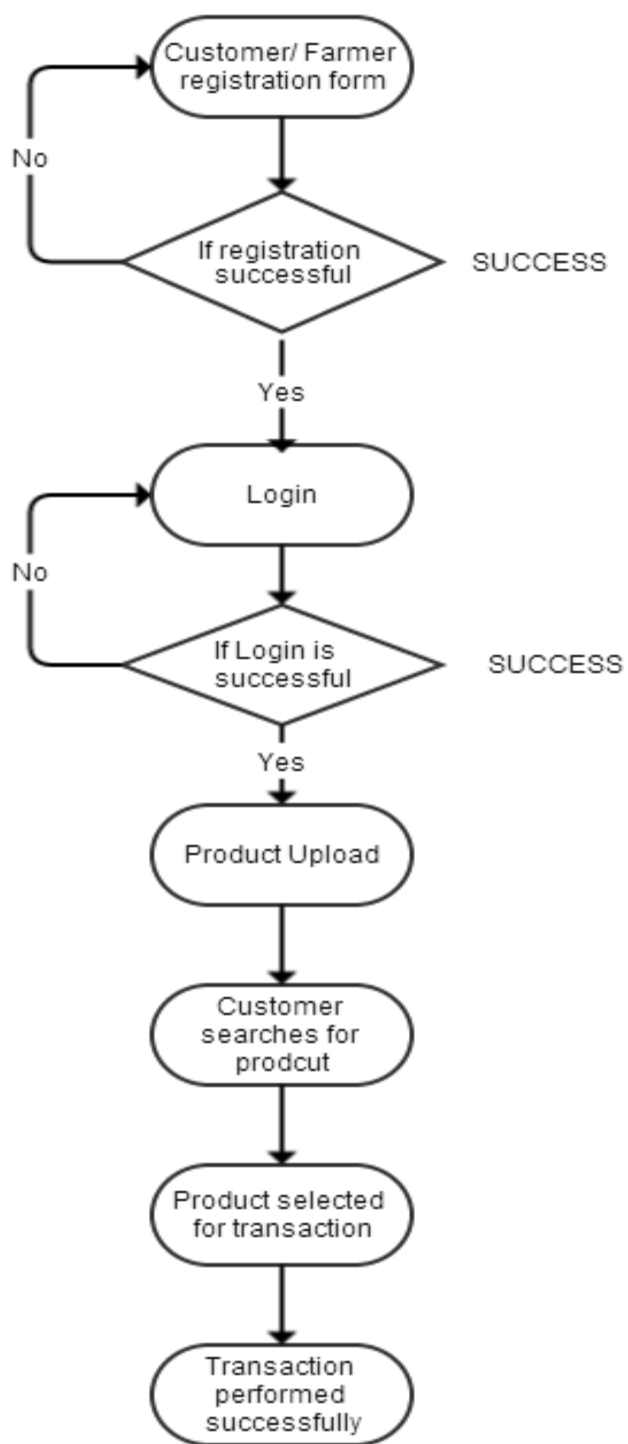 Customer/ Farmer
registration form
No
If registration
successful
SUCCESS
Yes
Login
No
If Login is
successful
SUCCESS
Yes
Product Upload
Customer
searches for
prodcut
Product selected
for transaction
Transaction
performed
successfully